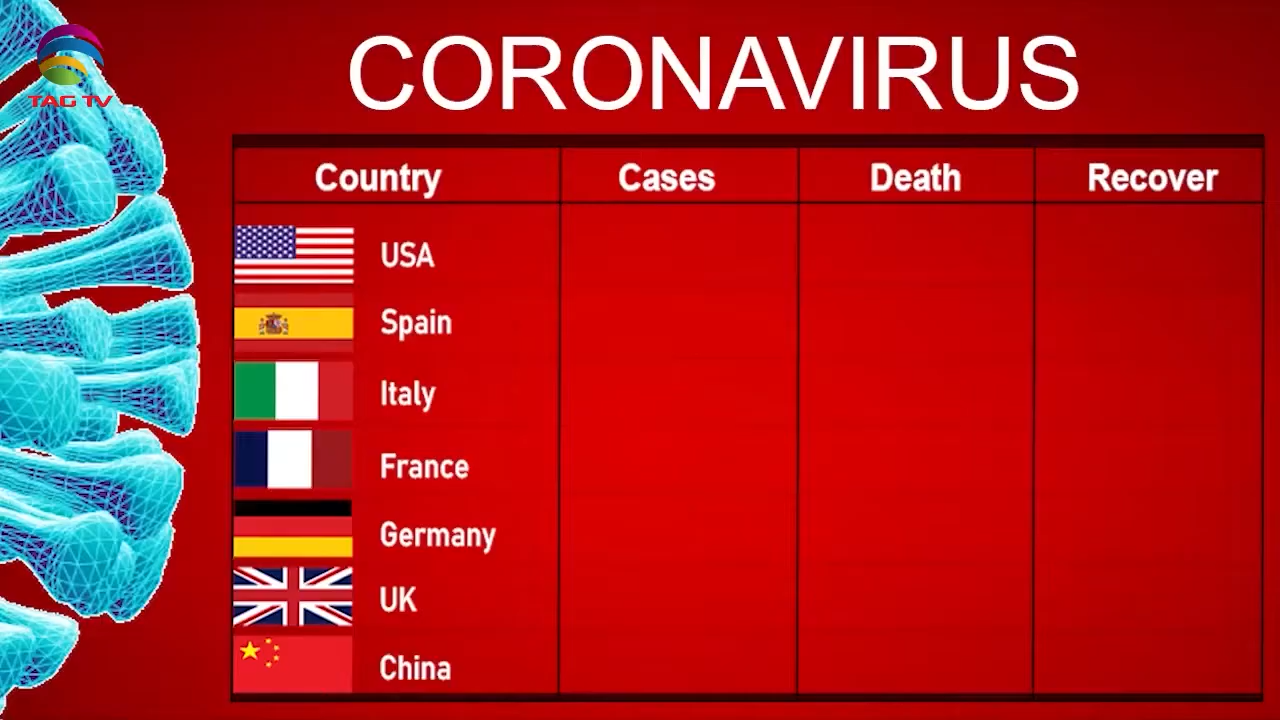 TAG TV
CORONAVIRUS
Country Cases Death Recover
USA
Spain
Italy
France
Germany
UK
China